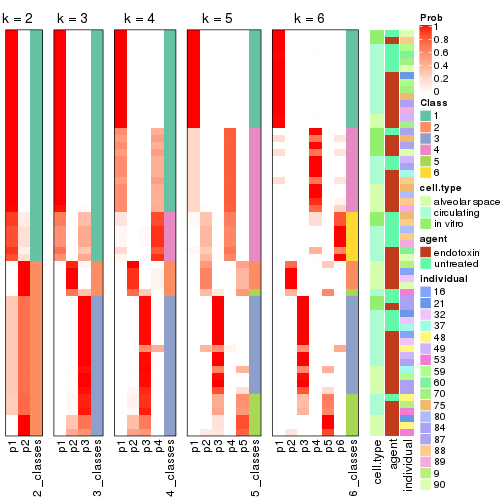 k = 2
k = 3
k = 4
k = 5
k = 6
p1
p2
2_classes
p1
p2
p3
3_classes
p1
p2
p3
p4
4_classes
p1
p2
p3
p4
p5
5_classes
p1
p2
p3
p4
p5
p6
6_classes
cell.type
agent
individual
Prob
1
0.8
0.6
0.4
0.2
0
Class
1
2
3
4
5
6
cell.type
alveolar space
circulating
in vitro
agent
endotoxin
untreated
individual
16
21
32
37
48
49
53
59
60
70
75
80
84
87
88
89
9
90